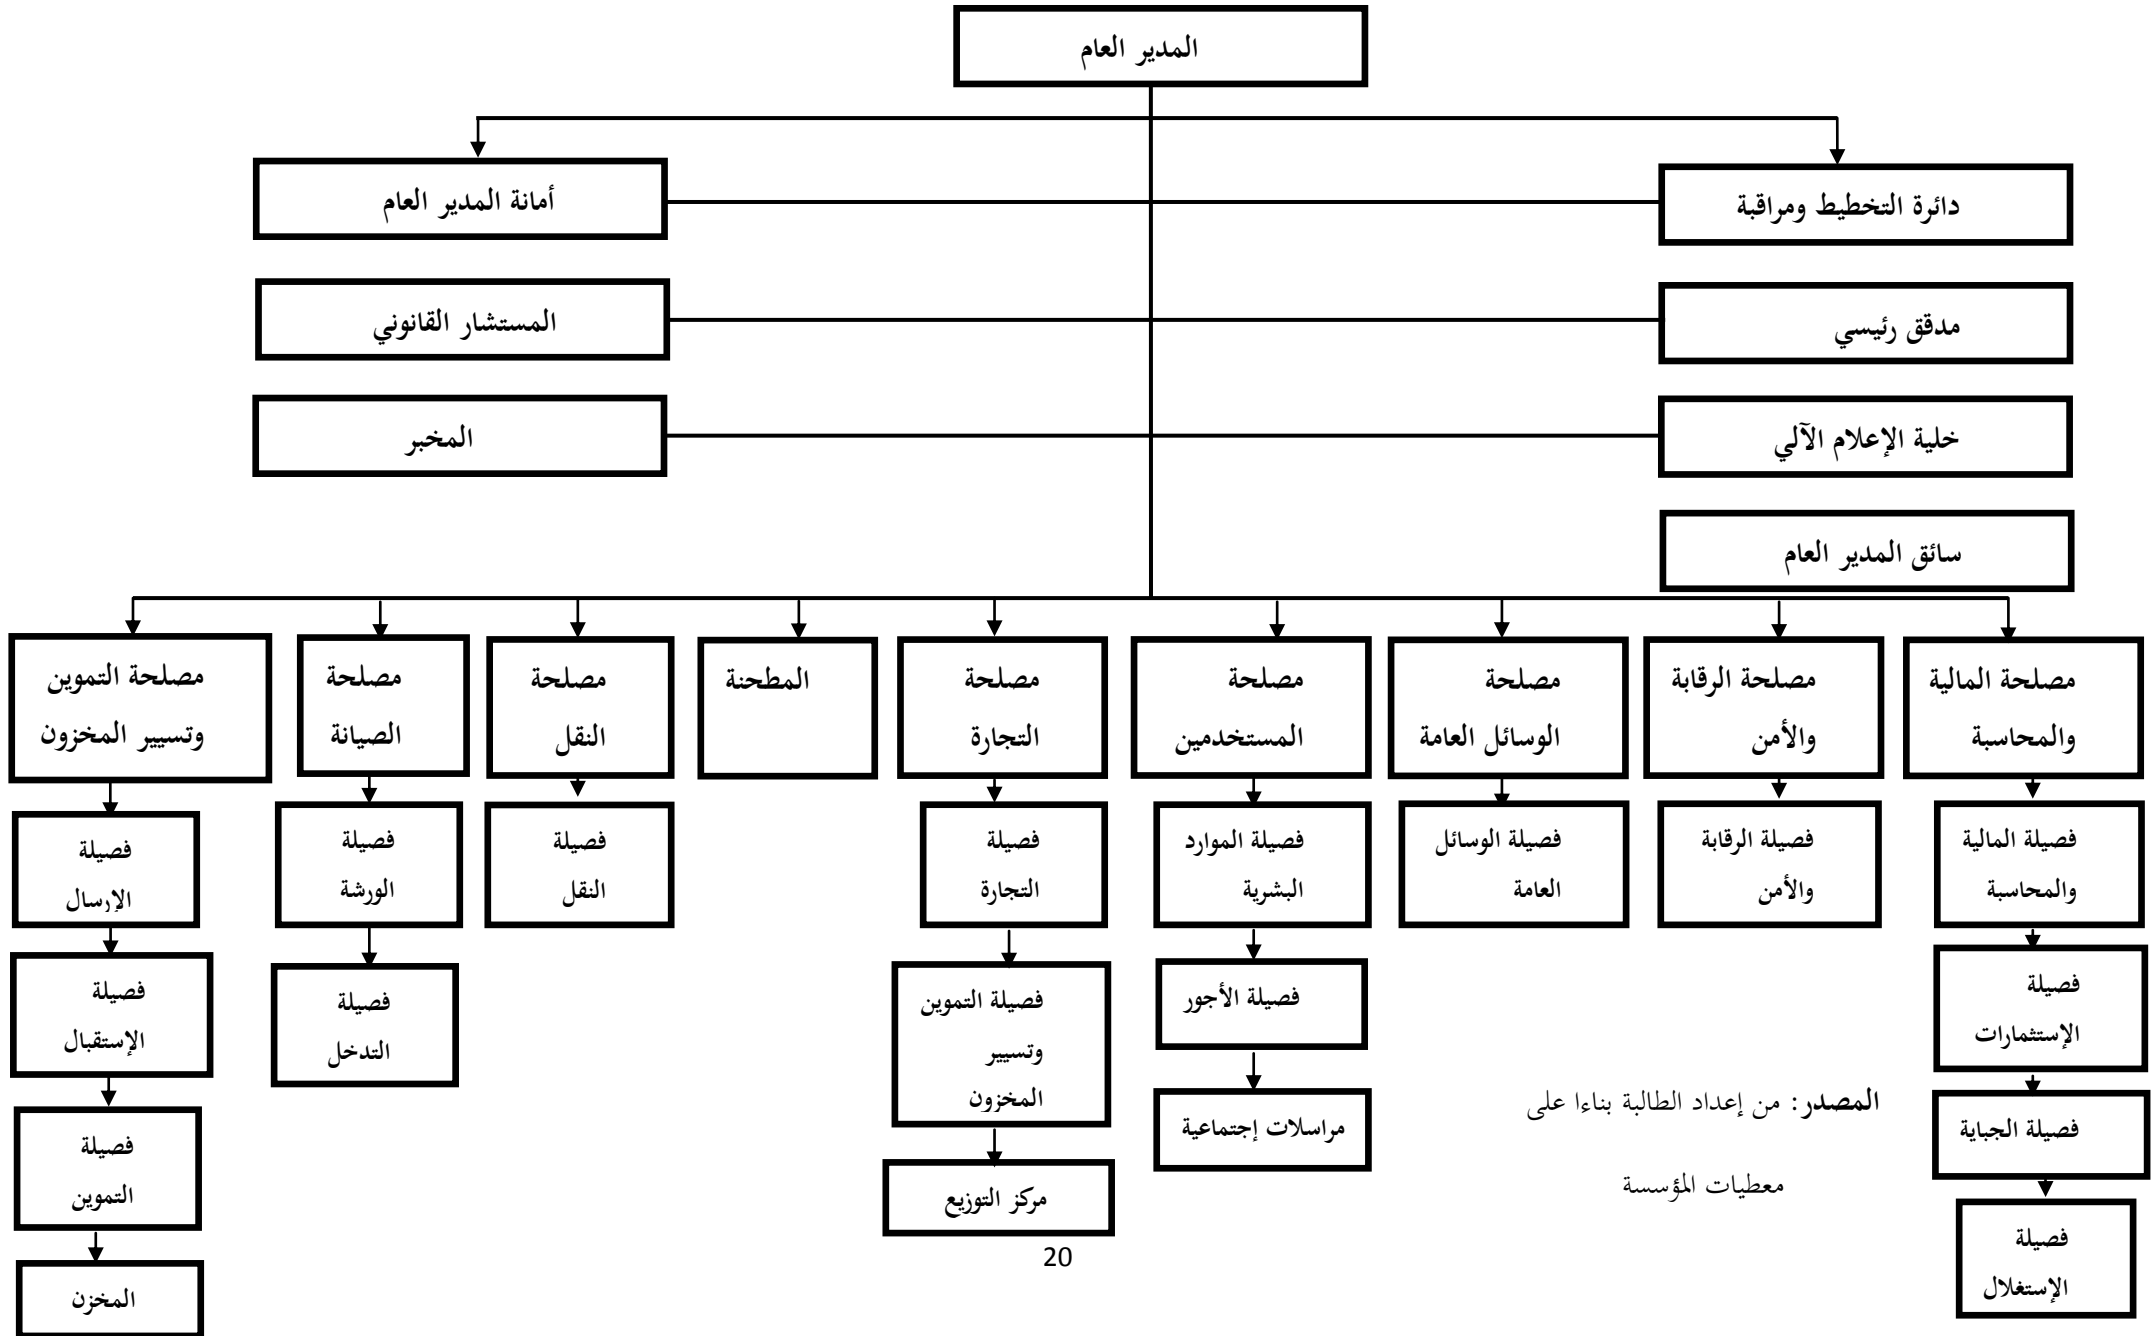 المدير العام
دائرة التخطيط ومراقبة
أمانة المدير العام
مدقق رئيسي
المستشار القانوني
خلية الإعلام الآلي
المخبر
سائق المدير العام
مصلحة المالية
والمحاسبة
مصلحة الرقابة
والأمن
مصلحة
الوسائل العامة
مصلحة
المستخدمين
مصلحة
التجارة
المطحنة
مصلحة
النقل
مصلحة
الصيانة
مصلحة التموين
وتسيير المخزون
فصيلة المالية
والمحاسبة
فصيلة الرقابة
والأمن
فصيلة الوسائل
العامة
فصيلة الموارد
البشرية
فصيلة
التجارة
فصيلة
النقل
فصيلة
الورشة
فصيلة
الإرسال
فصيلة
الإستثمارات
فصيلة الأجور
فصيلة التموين
وتسيير
المخزون
فصيلة
التدخل
فصيلة
الإستقبال
فصيلة الجباية
المصدر: من إعداد الطالبة بناءا على
معطيات المؤسسة
مراسلات إجتماعية
مركز التوزيع
فصيلة
التموين
فصيلة
الإستغلال
المخزن
20